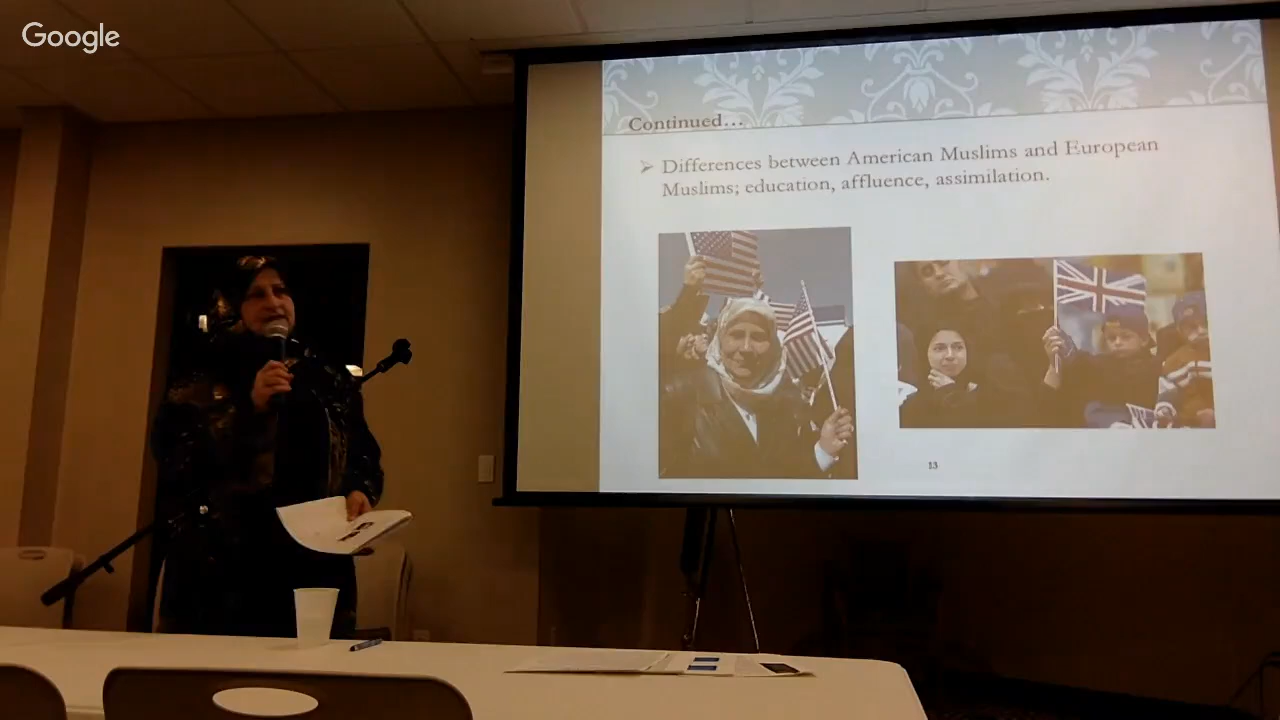 Google
Continued...
Differences between American Muslims and European
Muslims; education, affluence, assimilation.
13